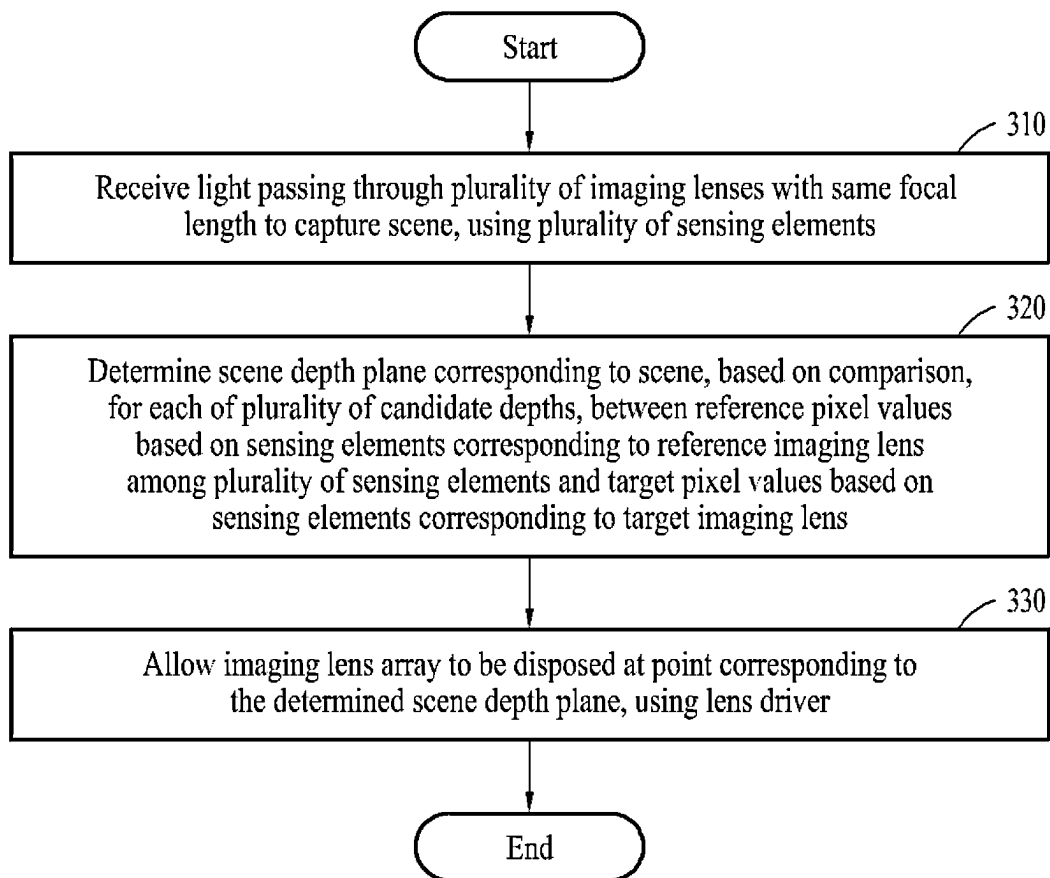 Start
310
Receive light passing through plurality of imaging lenses with same focal
length to capture scene, using plurality of sensing elements
320
Determine scene depth plane corresponding to scene, based on comparison,
for each of plurality of candidate depths, between reference pixel values
based on sensing elements corresponding to reference imaging lens
among plurality of sensing elements and target pixel values based on
sensing elements corresponding to target imaging lens
330
Allow imaging lens array to be disposed at point corresponding to
the determined scene depth plane, using lens driver
End